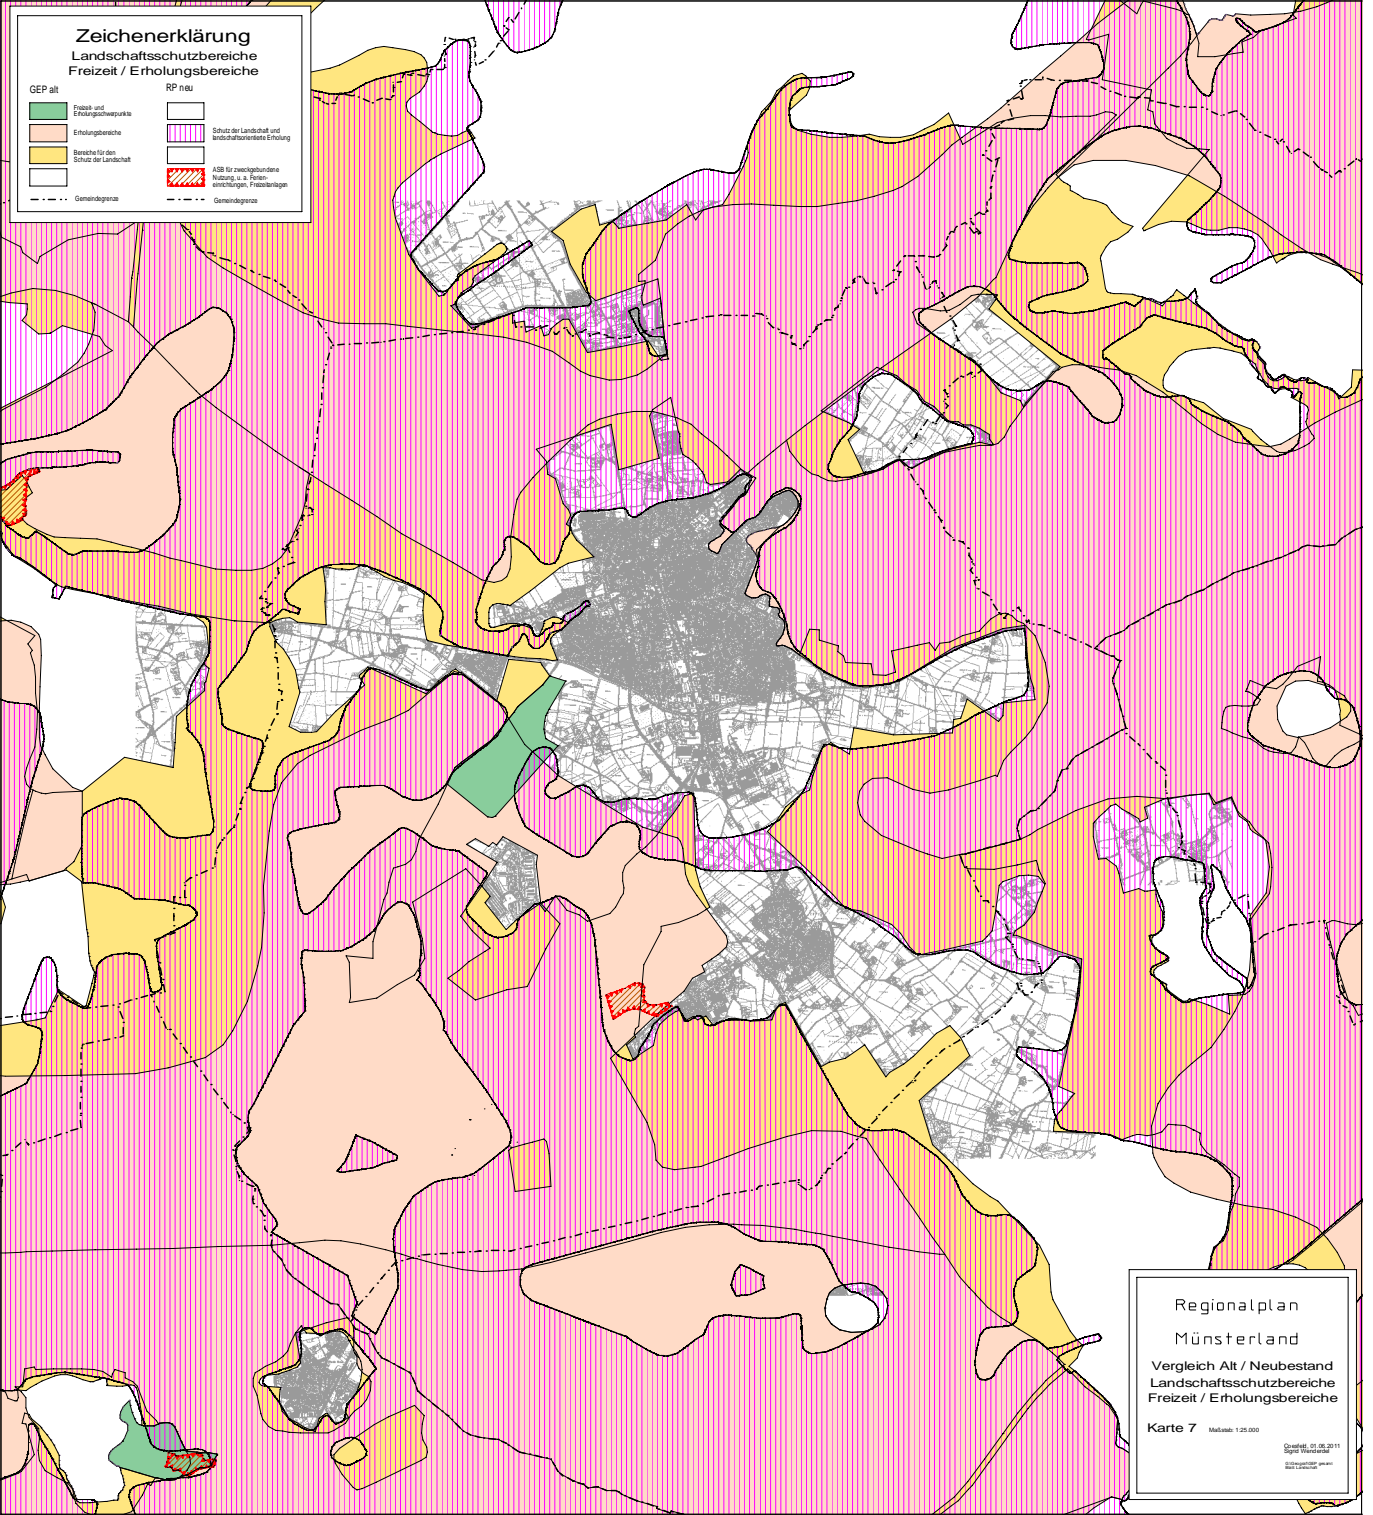 Zeichenerklärung
Landschaftsschutzbereiche
Freizeit / Erholungsbereiche
GEP alt
RP neu
Freizeit- und
Erholungsschwerpunkte
Erholungsbereiche
Schutz der Landschaft und
landschaftsorientierte Erholung
Bereiche für den
Schutz der Landschaft
ASB für zweckgebundene
Nutzung, u. a. Ferien-
einrichtungen, Freizeitanlagen
Gemeindegrenze
Gemeindegrenze
Regionalplan
Münsterland
Vergleich Alt / Neubestand
Landschaftsschutzbereiche
Freizeit / Erholungsbereiche
Karte 7
Maßstab: 1:25.000
Coesfeld, 01.06.2011